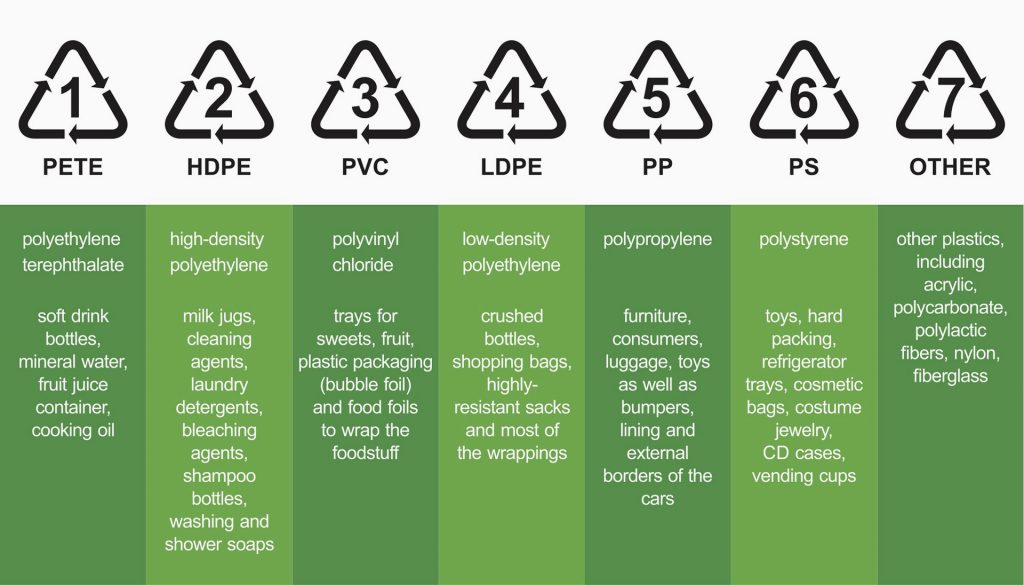 1
PETE
polyethylene
terephthalate
soft drink
bottles,
mineral water,
fruit juice
container,
cooking oil
2
HDPE
high-density
polyethylene
milk jugs,
cleaning
agents,
laundry
detergents,
bleaching
agents,
shampoo
bottles,
washing and
shower soaps
3
PVC
polyvinyl
chloride
trays for
sweets, fruit,
plastic packaging
(bubble foil)
and food foils
to wrap the
foodstuff
4
LDPE
low-density
polyethylene
crushed
bottles,
shopping bags,
highly-
resistant sacks
and most of
the wrappings
5
PP
polypropylene
furniture,
consumers,
luggage, toys
as well as
bumpers,
lining and
external
borders of the
cars
6
PS
polystyrene
toys, hard
packing,
refrigerator
trays, cosmetic
bags, costume
jewelry,
CD cases,
vending cups
7
OTHER
other plastics,
including
acrylic,
polycarbonate,
polylactic
fibers, nylon,
fiberglass